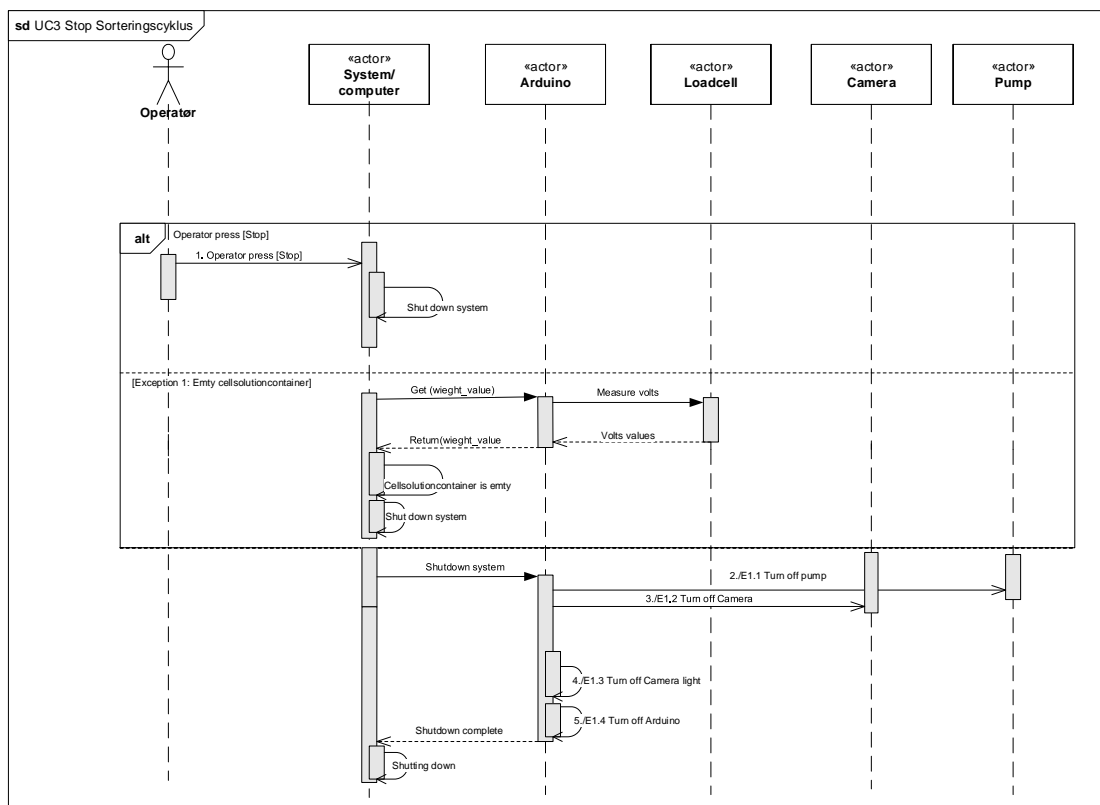 sd UC3 Stop Sorteringscyklus
Operatør
«actor»
System/
computer
«actor»
Arduino
«actor»
Loadcell
«actor»
Camera
«actor»
Pump
alt
Operator press [Stop]
1. Operator press [Stop]
Shut down system
[Exception 1: Emty cellsolutioncontainer]
Get (wieght_value)
Measure volts
Volts values
Return(wieght_value
Cellsolutioncontainer is emty
Shut down system
Shutdown system
2./E1.1 Turn off pump
3./E1.2 Turn off Camera
4./E1.3 Turn off Camera light
5./E1.4 Turn off Arduino
Shutdown complete
Shutting down